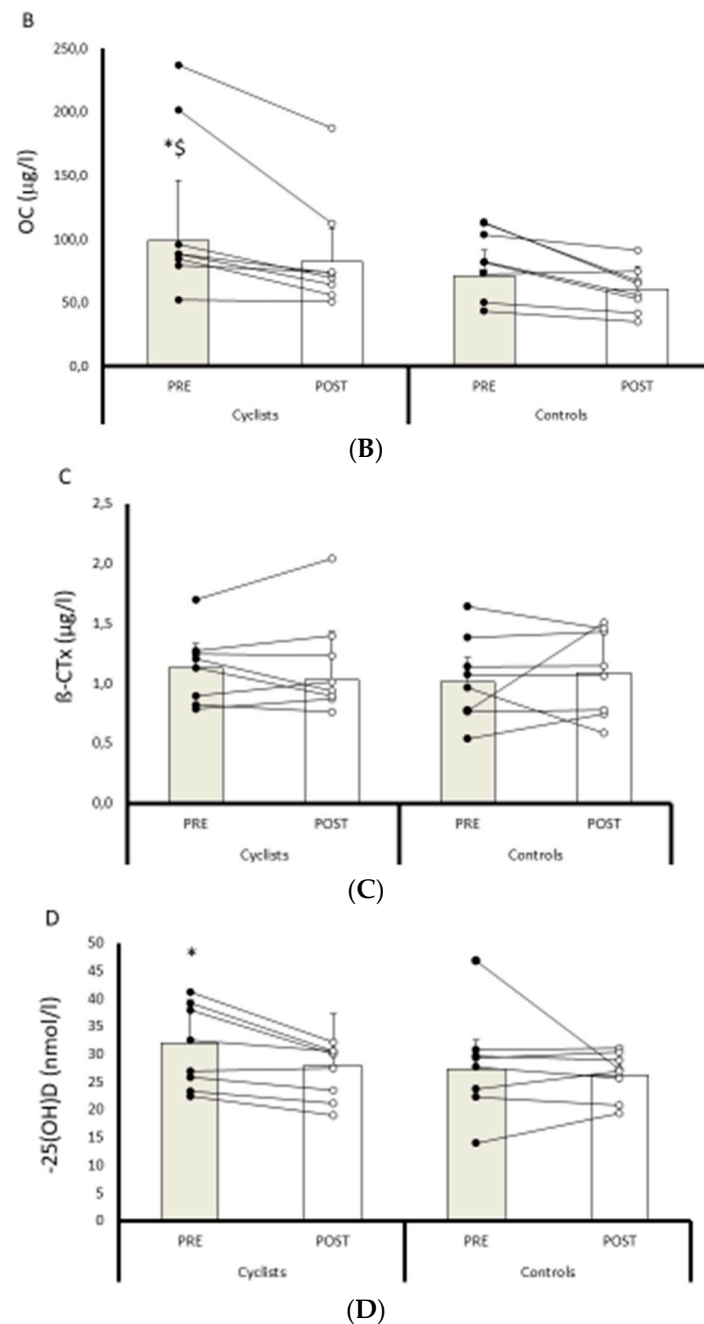 B
OC (µg/l)
250,0
200,0
150,0
100,0
50,0
0,0
*$
PRE POST PRE POST
Cyclists Controls
(B)
C
ß-CTx (µg/l)
2,5
2,0
1,5
1,0
0,5
0,0
PRE POST PRE POST
Cyclists Controls
(C)
D
-25(OH)D (nmol/l)
50
45
40
35
30
25
20
15
10
5
0
*
PRE POST PRE POST
Cyclists Controls
(D)